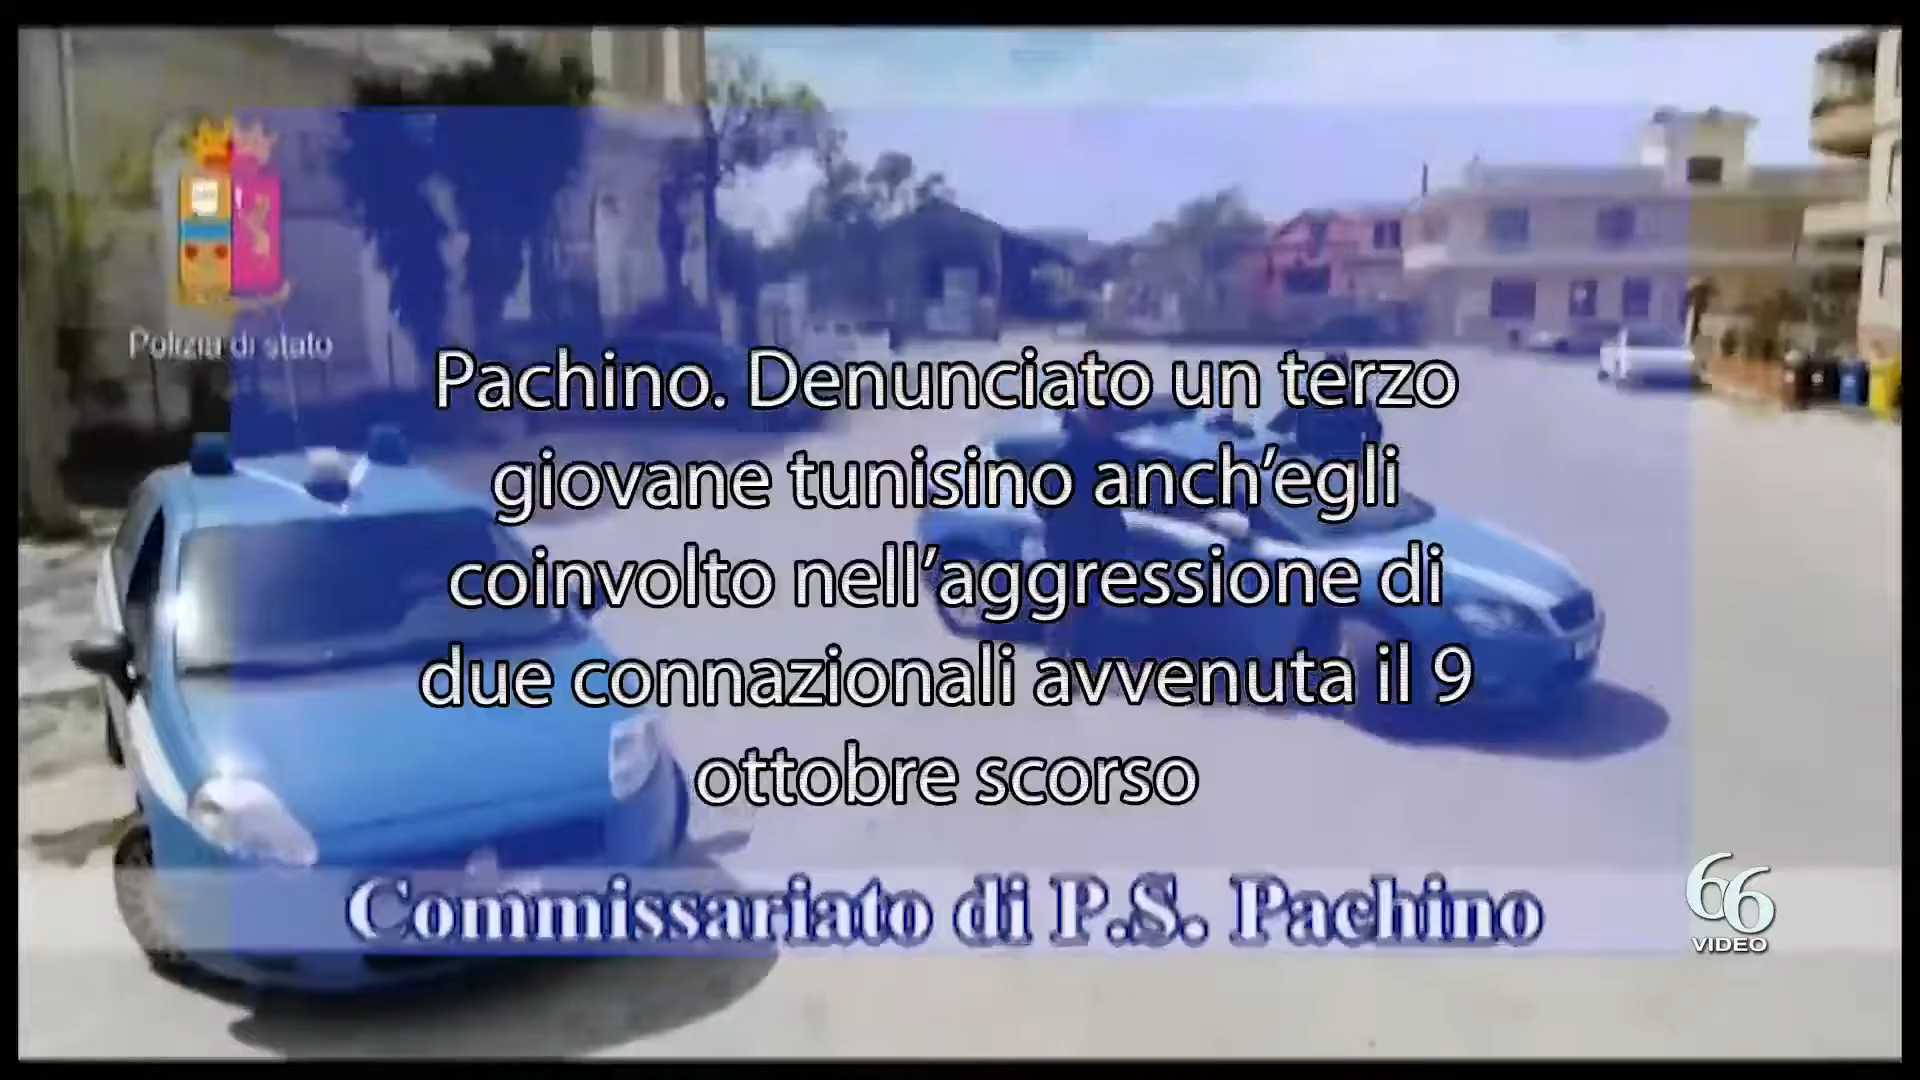 Polizia di stato
Pachino. Denunciato un terzo
giovane tunisino anch'egli
coinvolto nell'aggressione di
due connazionali avvenuta il 9
ottobre scorso
Commissariato di P.S. Pachino
66
VIDEO